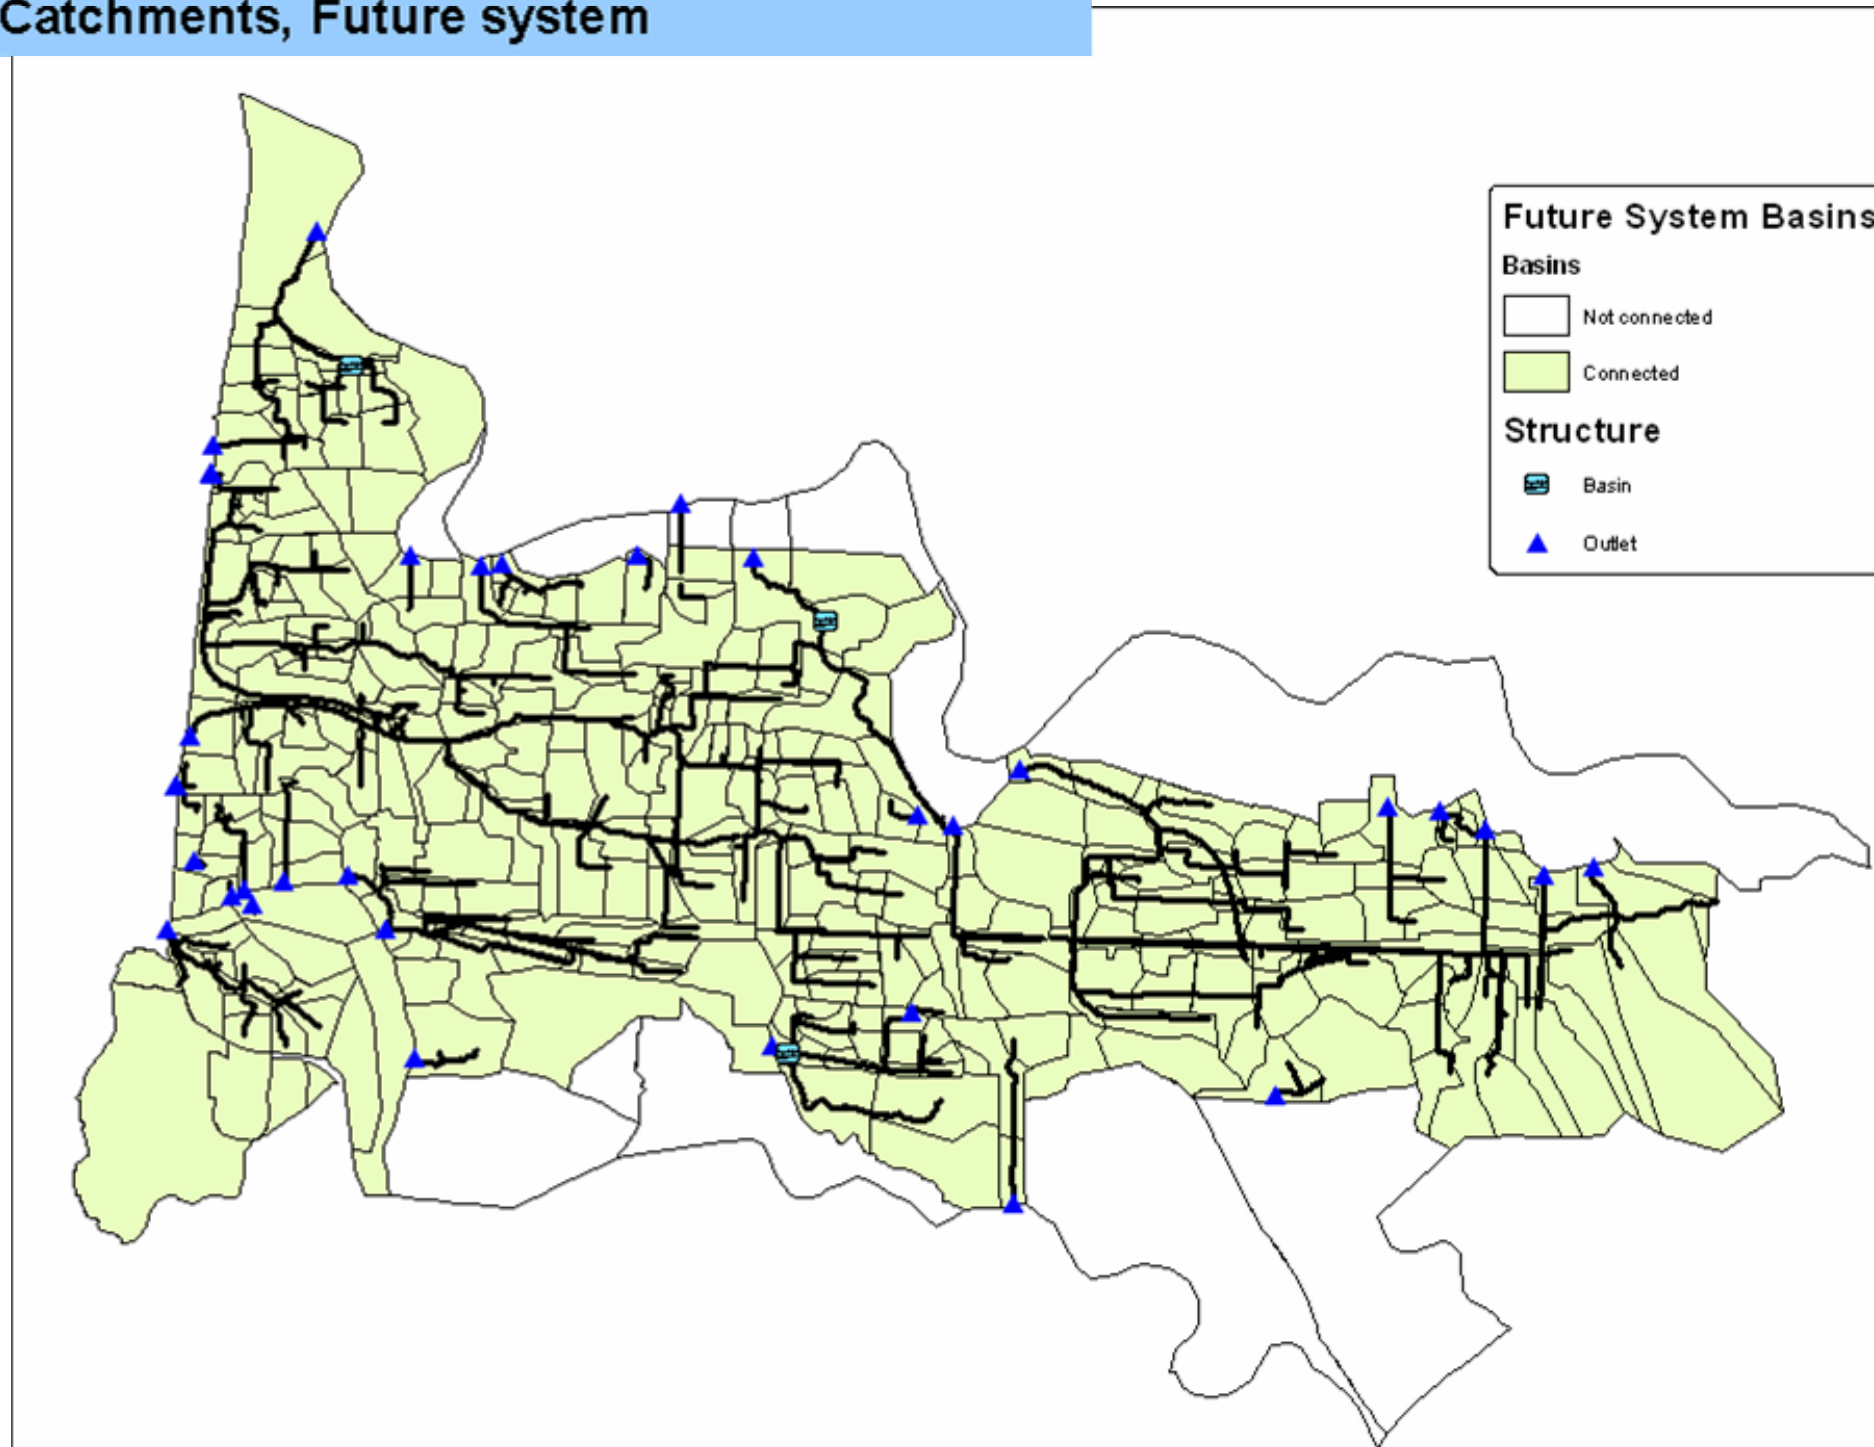 Catchments, Future system
Future System Basins
Basins
Not connected
Connected
Structure
Basin
Outlet